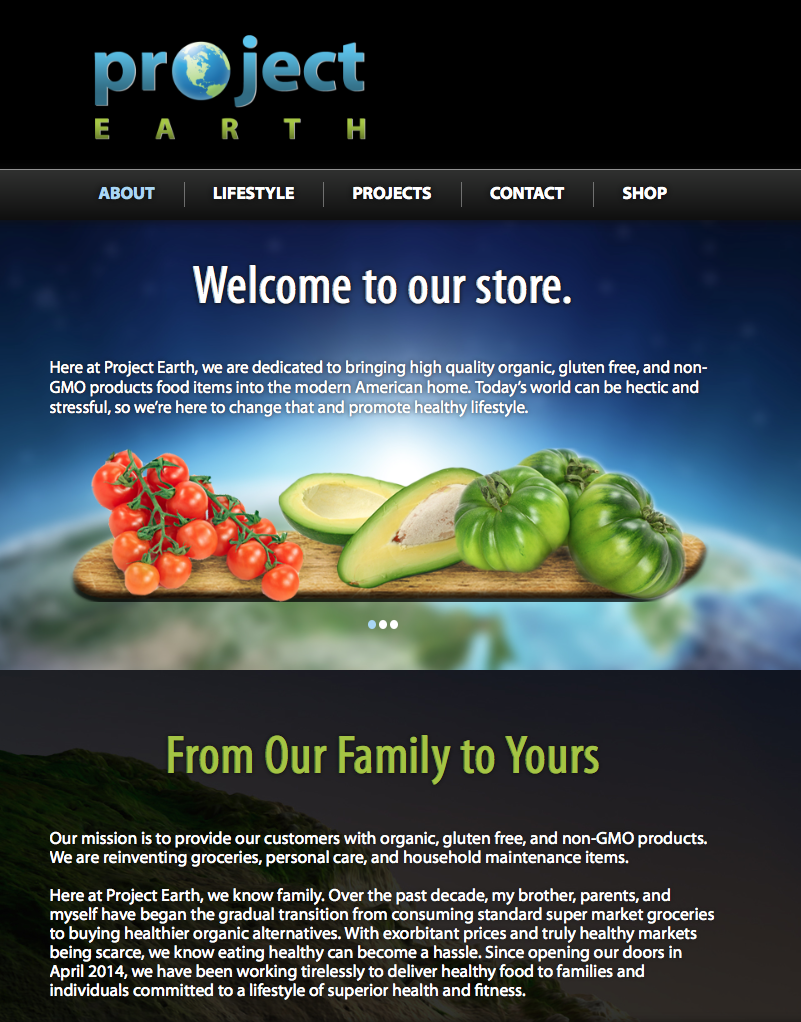 project
EARTH
ABOUT LIFESTYLE PROJECTS CONTACT SHOP
Welcome to our store.
Here at Project Earth, we are dedicated to bringing high quality organic, gluten free, and non-
GMO products food items into the modern American home. Today’s world can be hectic and
stressful, so we’re here to change that and promote healthy lifestyle.
From Our Family to Yours
Our mission is to provide our customers with organic, gluten free, and non-GMO products.
We are reinventing groceries, personal care, and household maintenance items.
Here at Project Earth, we know family. Over the past decade, my brother, parents, and
myself have began the gradual transition from consuming standard super market groceries
to buying healthier organic alternatives. With exorbitant prices and truly healthy markets
being scarce, we know eating healthy can become a hassle. Since opening our doors in
April 2014, we have been working tirelessly to deliver healthy food to families and
individuals committed to a lifestyle of superior health and fitness.